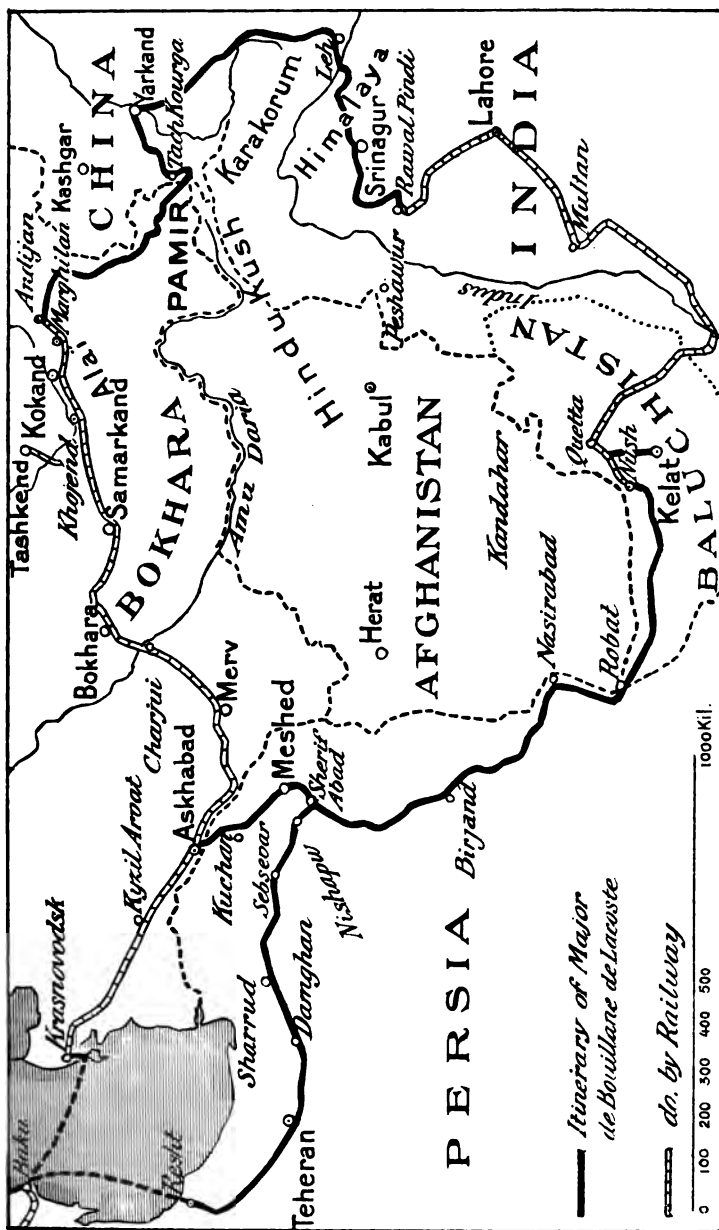 CHINA
Yarkand
Tach Kourga
Kashgar
Andijan
Marghilan
Kokand
Alai
Tashkend
Khojend
Samarkand
BOKHARA
Bokhara
Charjui
Merv
Askhabad
Kyzil Arvat
Krasnovodsk
Baku
Resht
PAMIR
Karakorum
Leh
Himalaya
Srinagur
Rawal Pindi
Lahore
INDIA
Multan
Indus
Peshawur
Hindu Kush
Amu Daria
Kabul
AFGHANISTAN
Herat
Kandahar
Quetta
Nush
Kelat
BALUCHISTAN
Nasirabad
Robat
Meshed
Kuchan
Sherif
Abad
Sebsevar
Nishapur
Birjand
Sharrud
Damghan
Teheran
PERSIA
Itinerary of Major
de Bouillane de Lacoste
do. by Railway
0 100 200 300 400 500 1000 Kil.